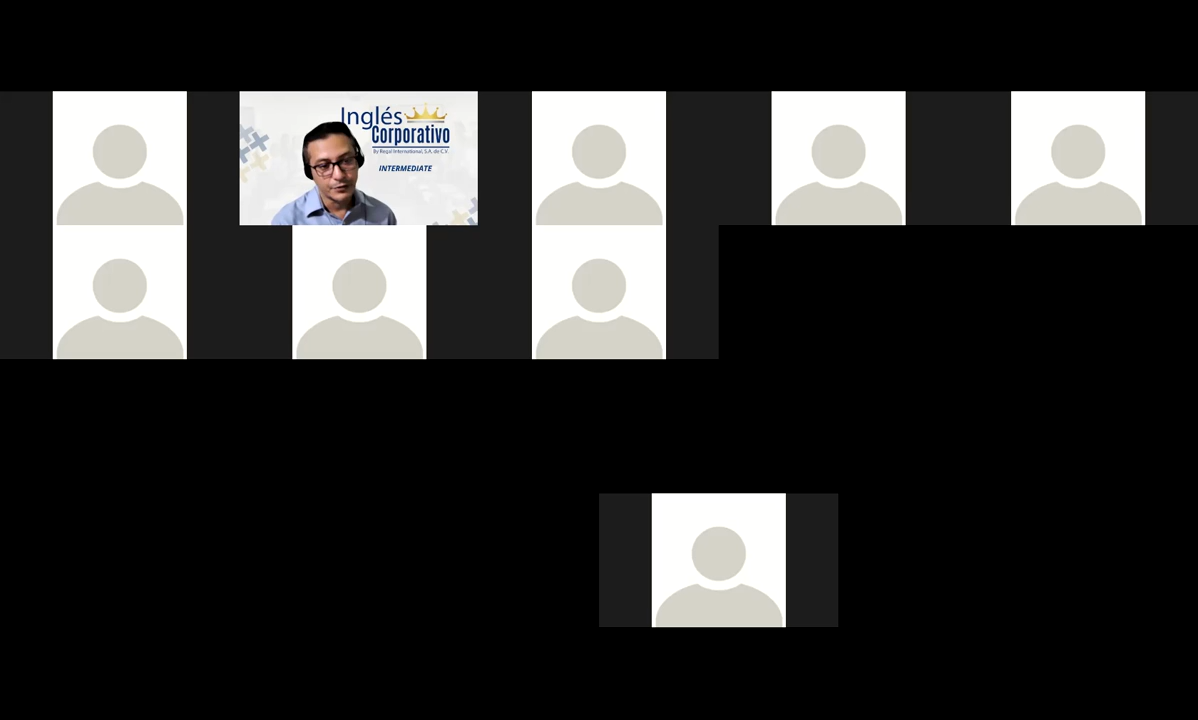 Inglés
Corporativo
By Regal International, S.A. de C.V.
INTERMEDIATE